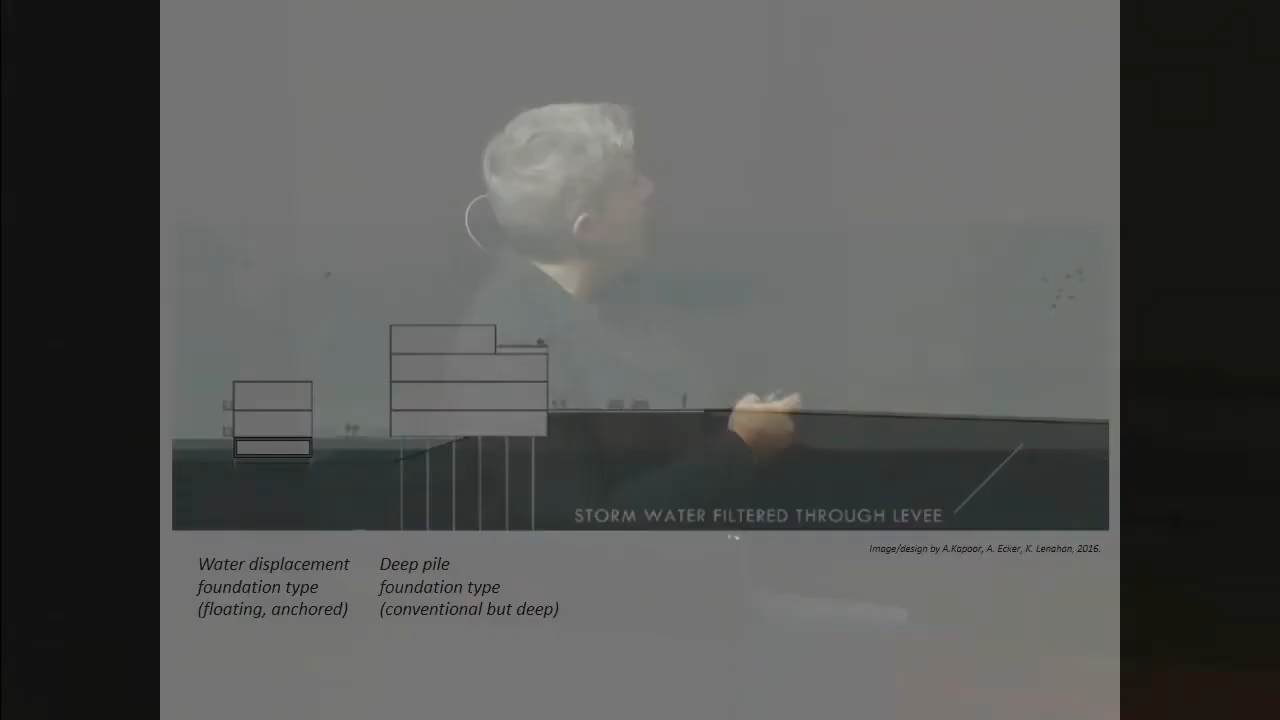 STORM WATER FILTERED THROUGH LEVEE
Image/design by A.Kapoor, A. Ecker, K. Lenahan, 2016.
Water displacement
foundation type
(floating, anchored)
Deep pile
foundation type
(conventional but deep)